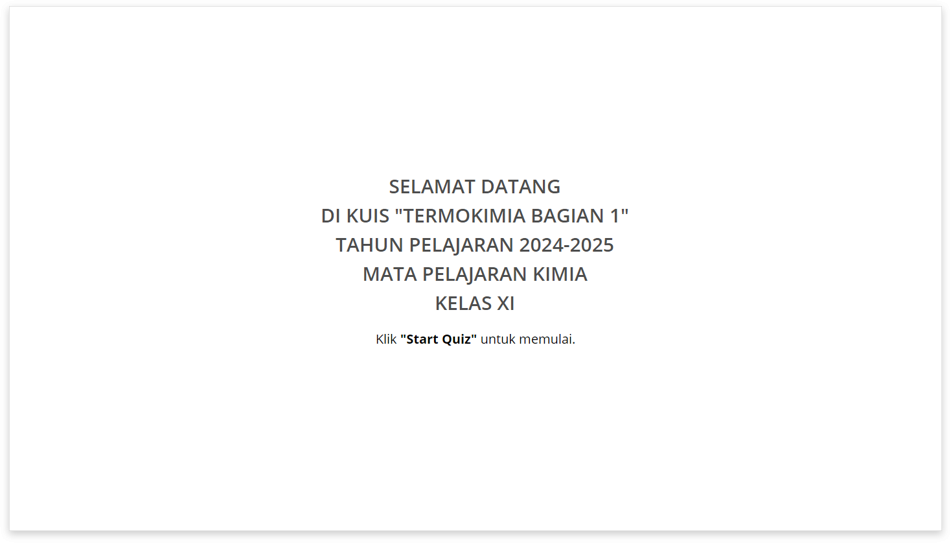 SELAMAT DATANG
DI KUIS "TERMOKIMIA BAGIAN 1"
TAHUN PELAJARAN 2024-2025
MATA PELAJARAN KIMIA
KELAS XI
Klik "Start Quiz" untuk memulai.